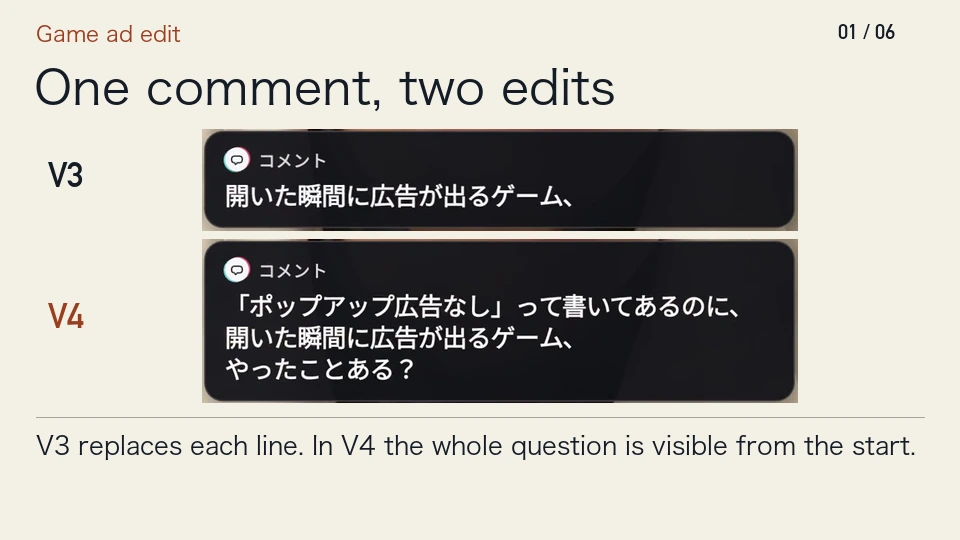 Game ad edit
01 / 06
One comment, two edits
V3
コメント
開いた瞬間に広告が出るゲーム、
V4
コメント
「ポップアップ広告なし」って書いてあるのに、
開いた瞬間に広告が出るゲーム、
やったことある？
V3 replaces each line. In V4 the whole question is visible from the start.